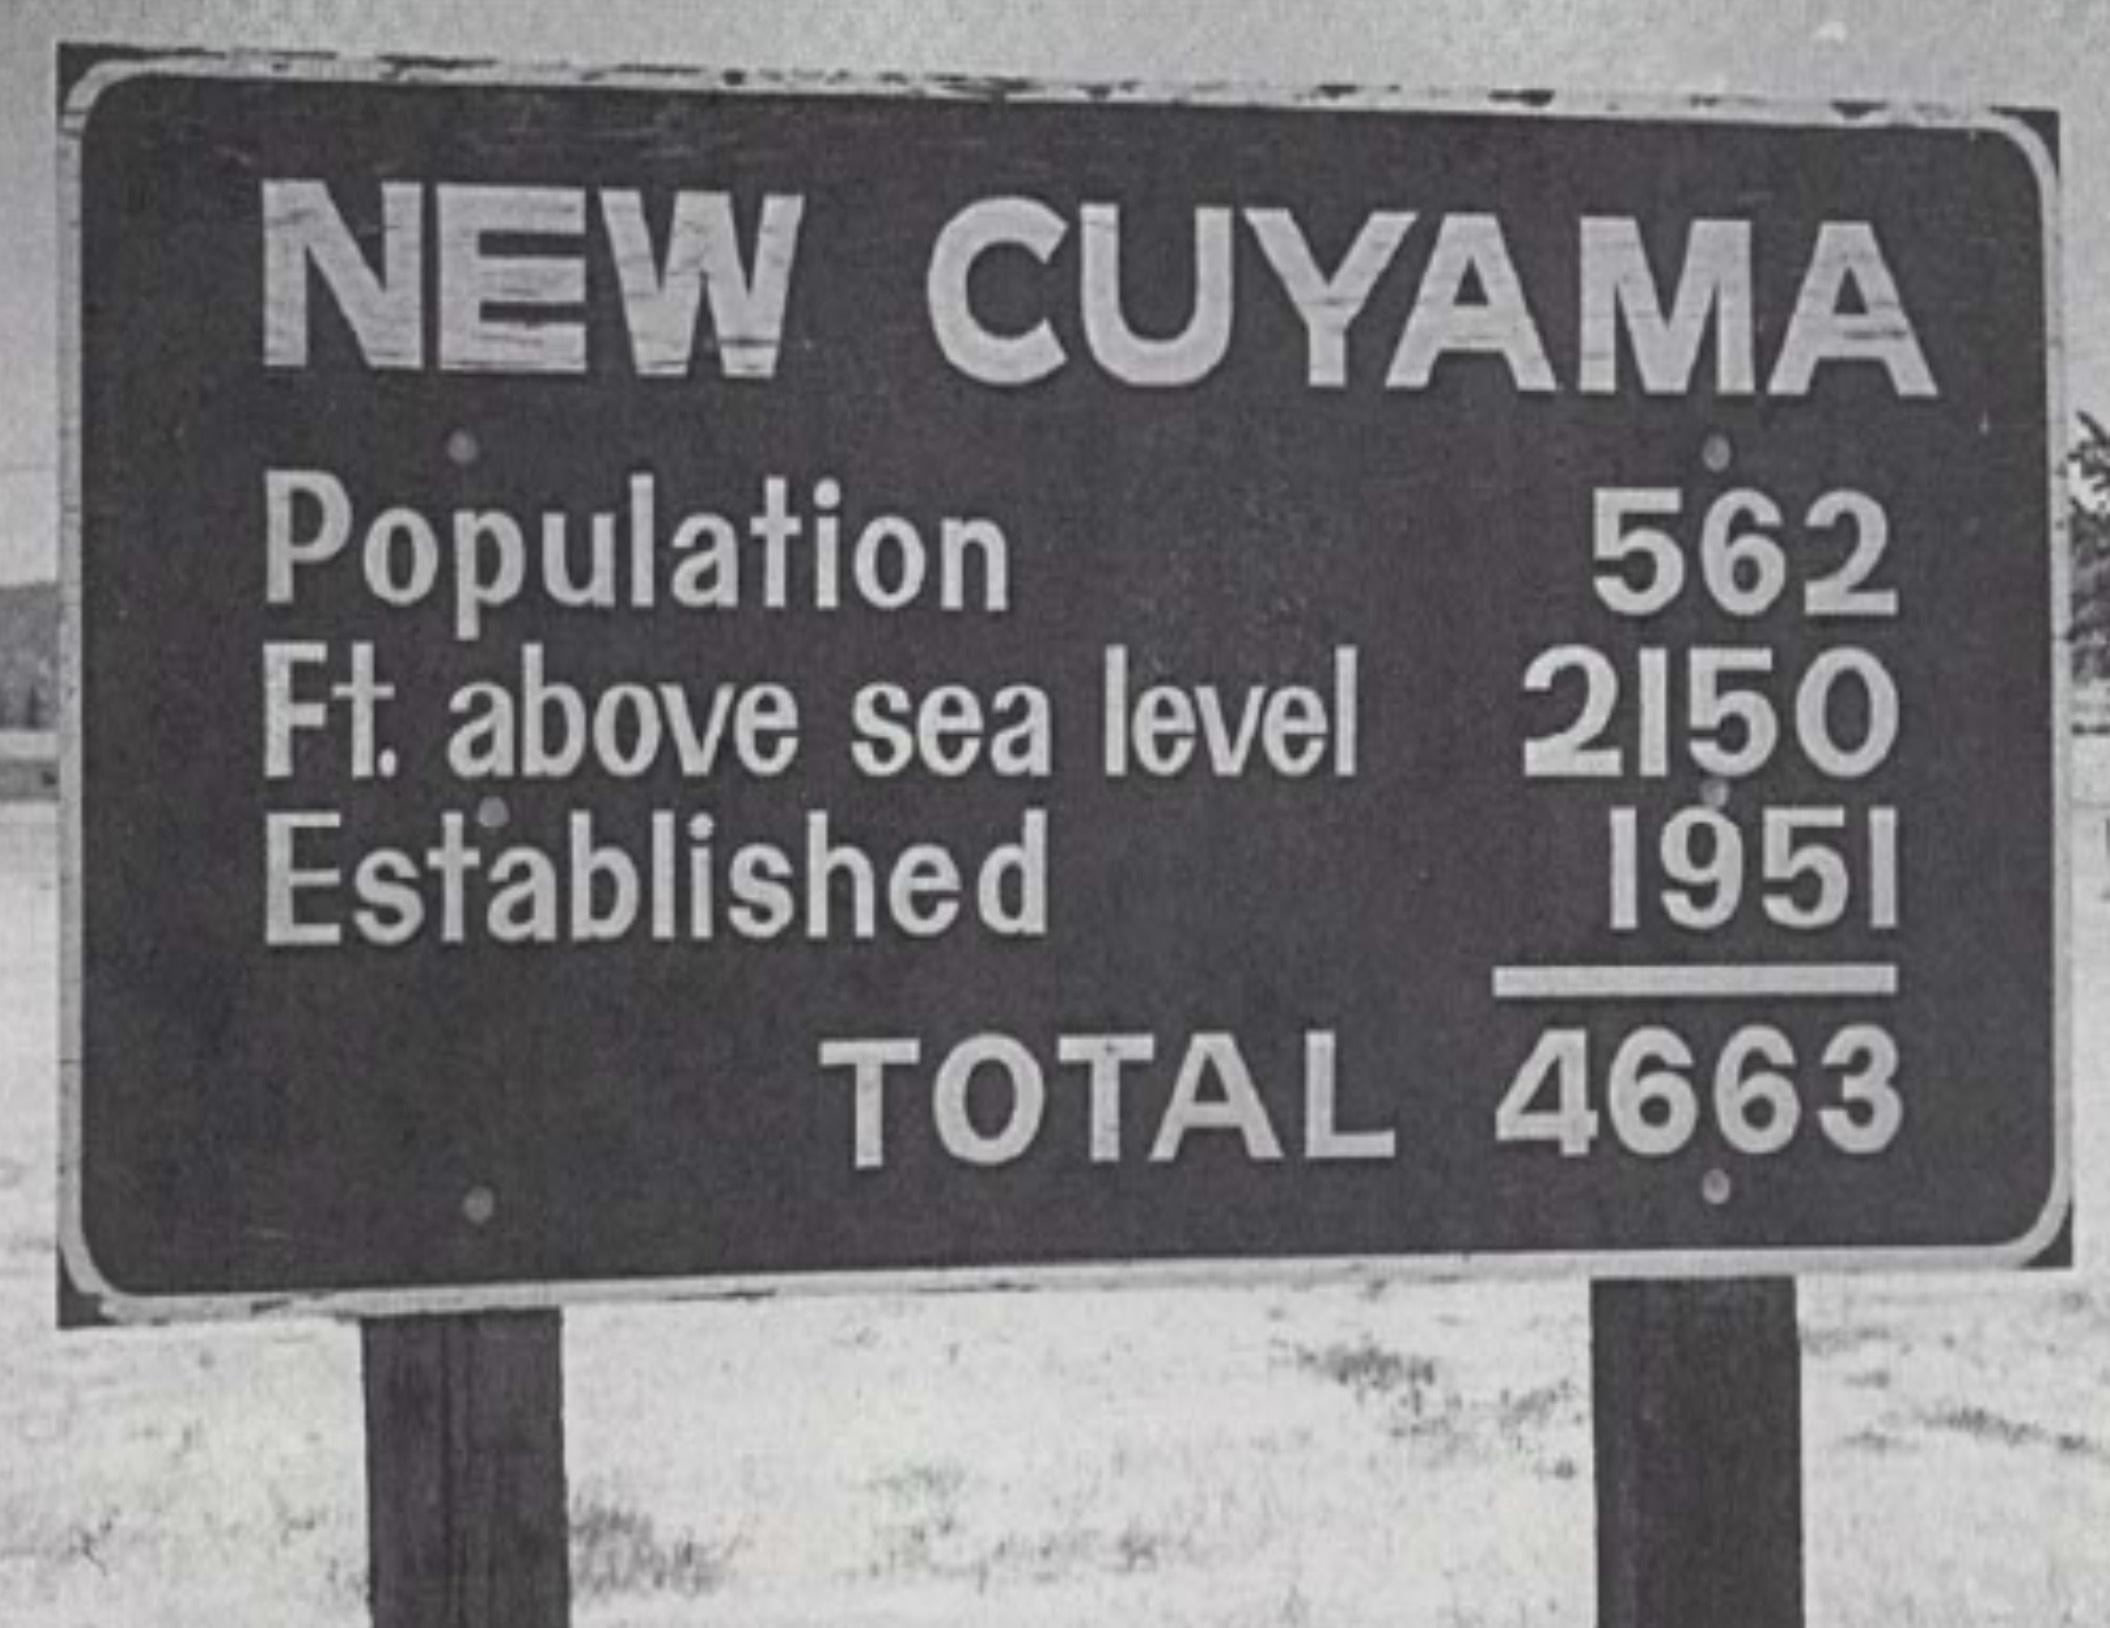 NEW CUYAMA
Population 562
Ft. above sea level 2150
Established 1951
TOTAL 4663